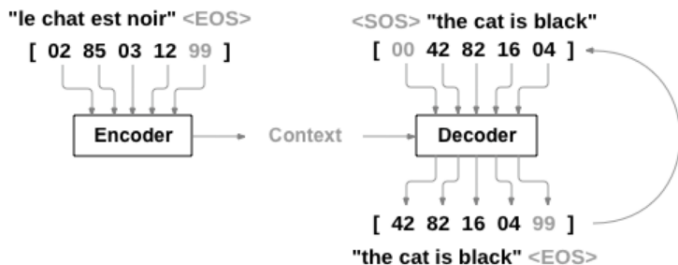 "le chat est noir" <EOS>
[ 02 85 03 12 99 ]
Encoder
Context
<SOS> "the cat is black"
[ 00 42 82 16 04 ]
Decoder
[ 42 82 16 04 99 ]
"the cat is black" <EOS>